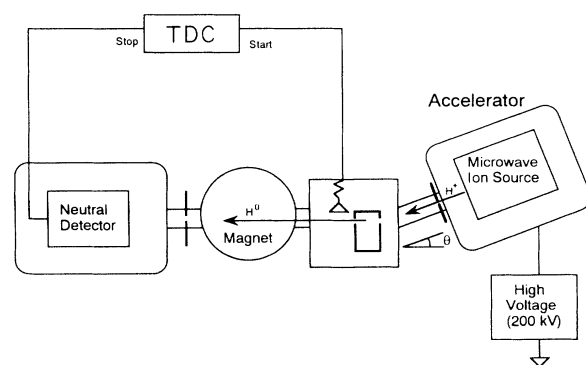 TDC
Stop
Start
Accelerator
Microwave
Ion Source
H⁺
H⁰
Neutral
Detector
Magnet
θ
High
Voltage
(200 kV)